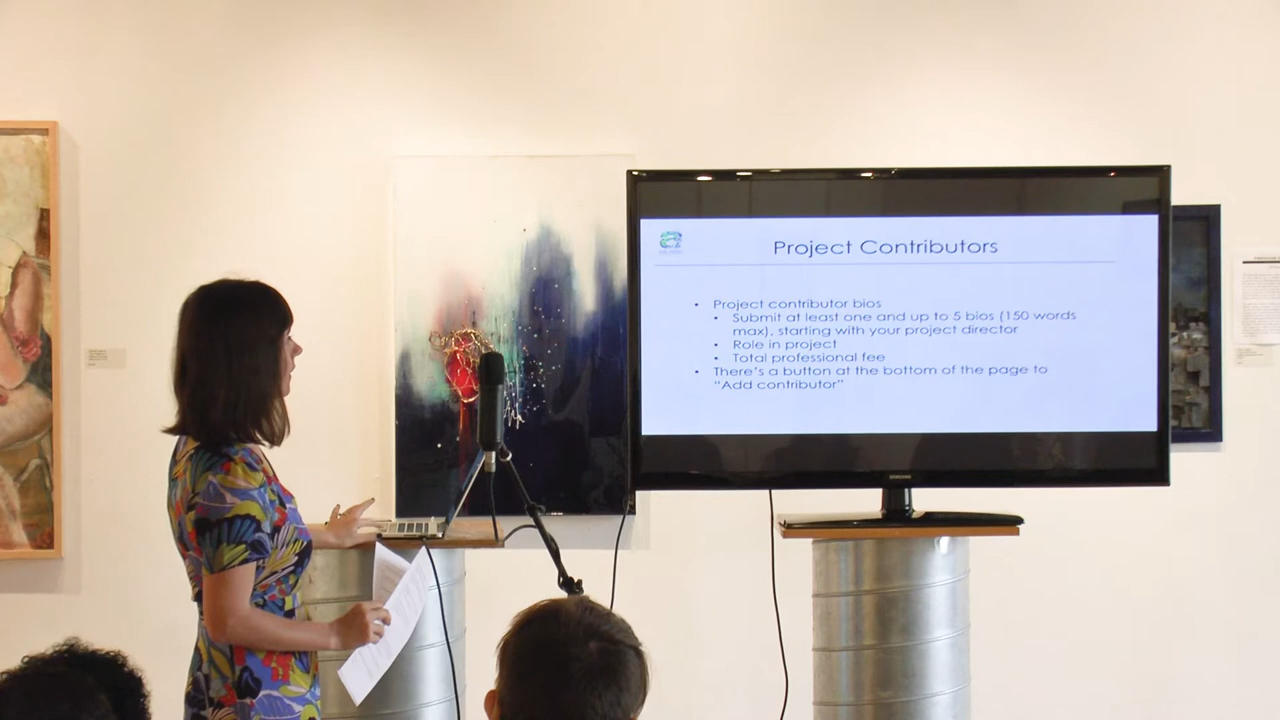 Project Contributors
• Project contributor bios
• Submit at least one and up to 5 bios (150 words
max), starting with your project director
• Role in project
• Total professional fee
• There's a button at the bottom of the page to
"Add contributor"
SAMSUNG